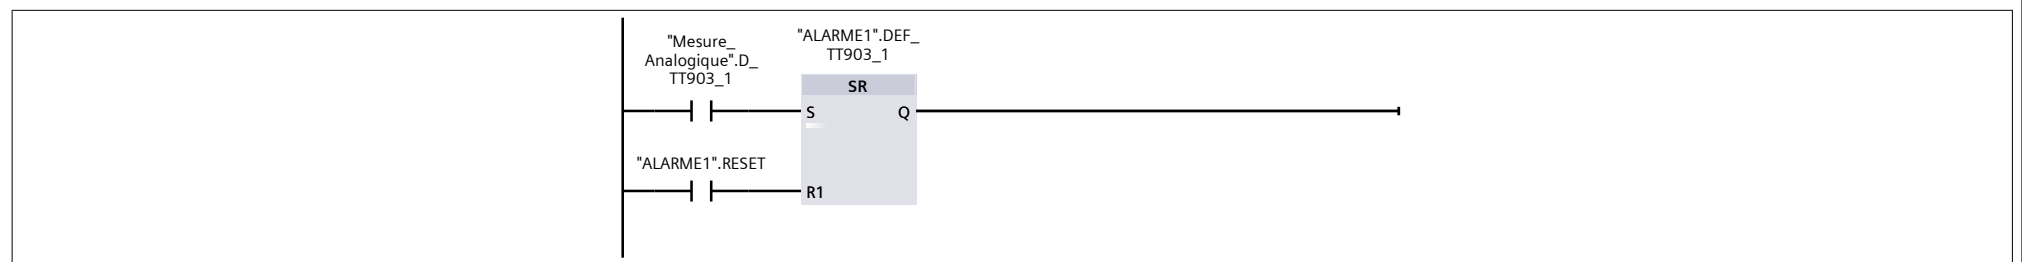 "Mesure_
Analogique".D_
TT903_1
"ALARME1".DEF_
TT903_1
SR
S
Q
"ALARME1".RESET
R1